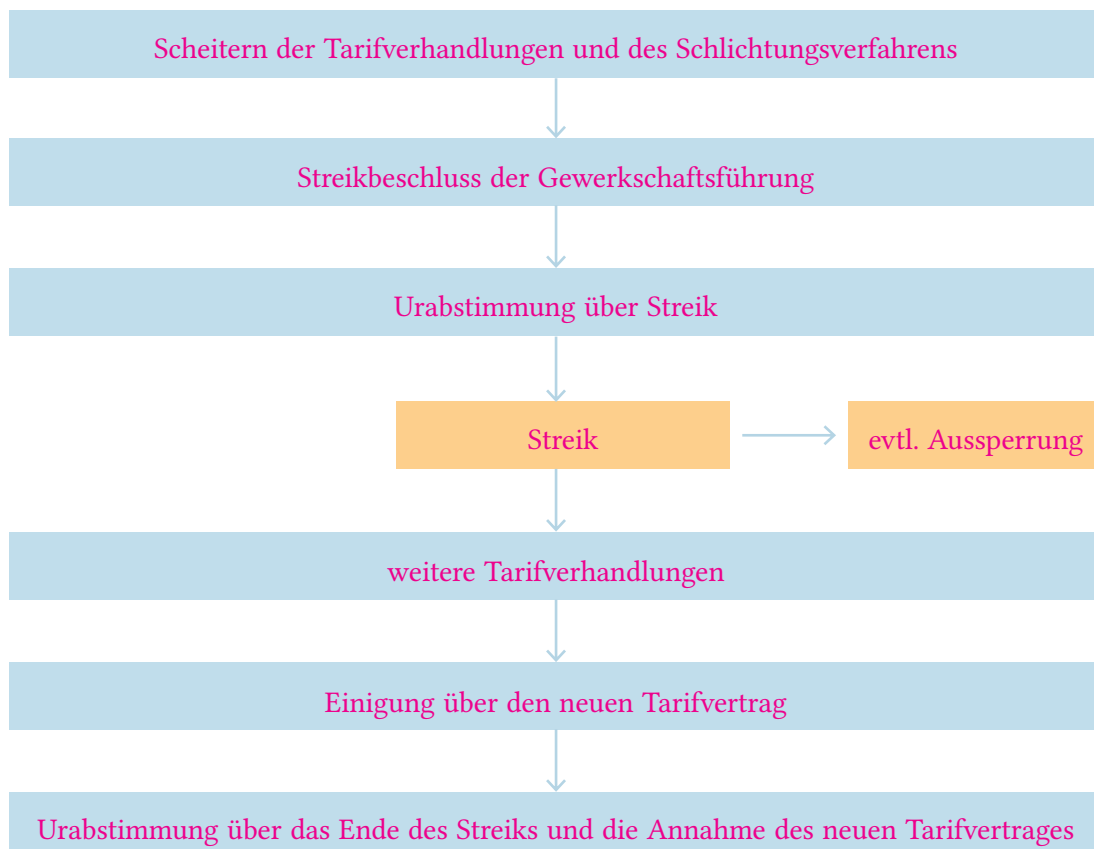 Scheitern der Tarifverhandlungen und des Schlichtungsverfahrens
Streikbeschluss der Gewerkschaftsführung
Urabstimmung über Streik
Streik
evtl. Aussperrung
weitere Tarifverhandlungen
Einigung über den neuen Tarifvertrag
Urabstimmung über das Ende des Streiks und die Annahme des neuen Tarifvertrages